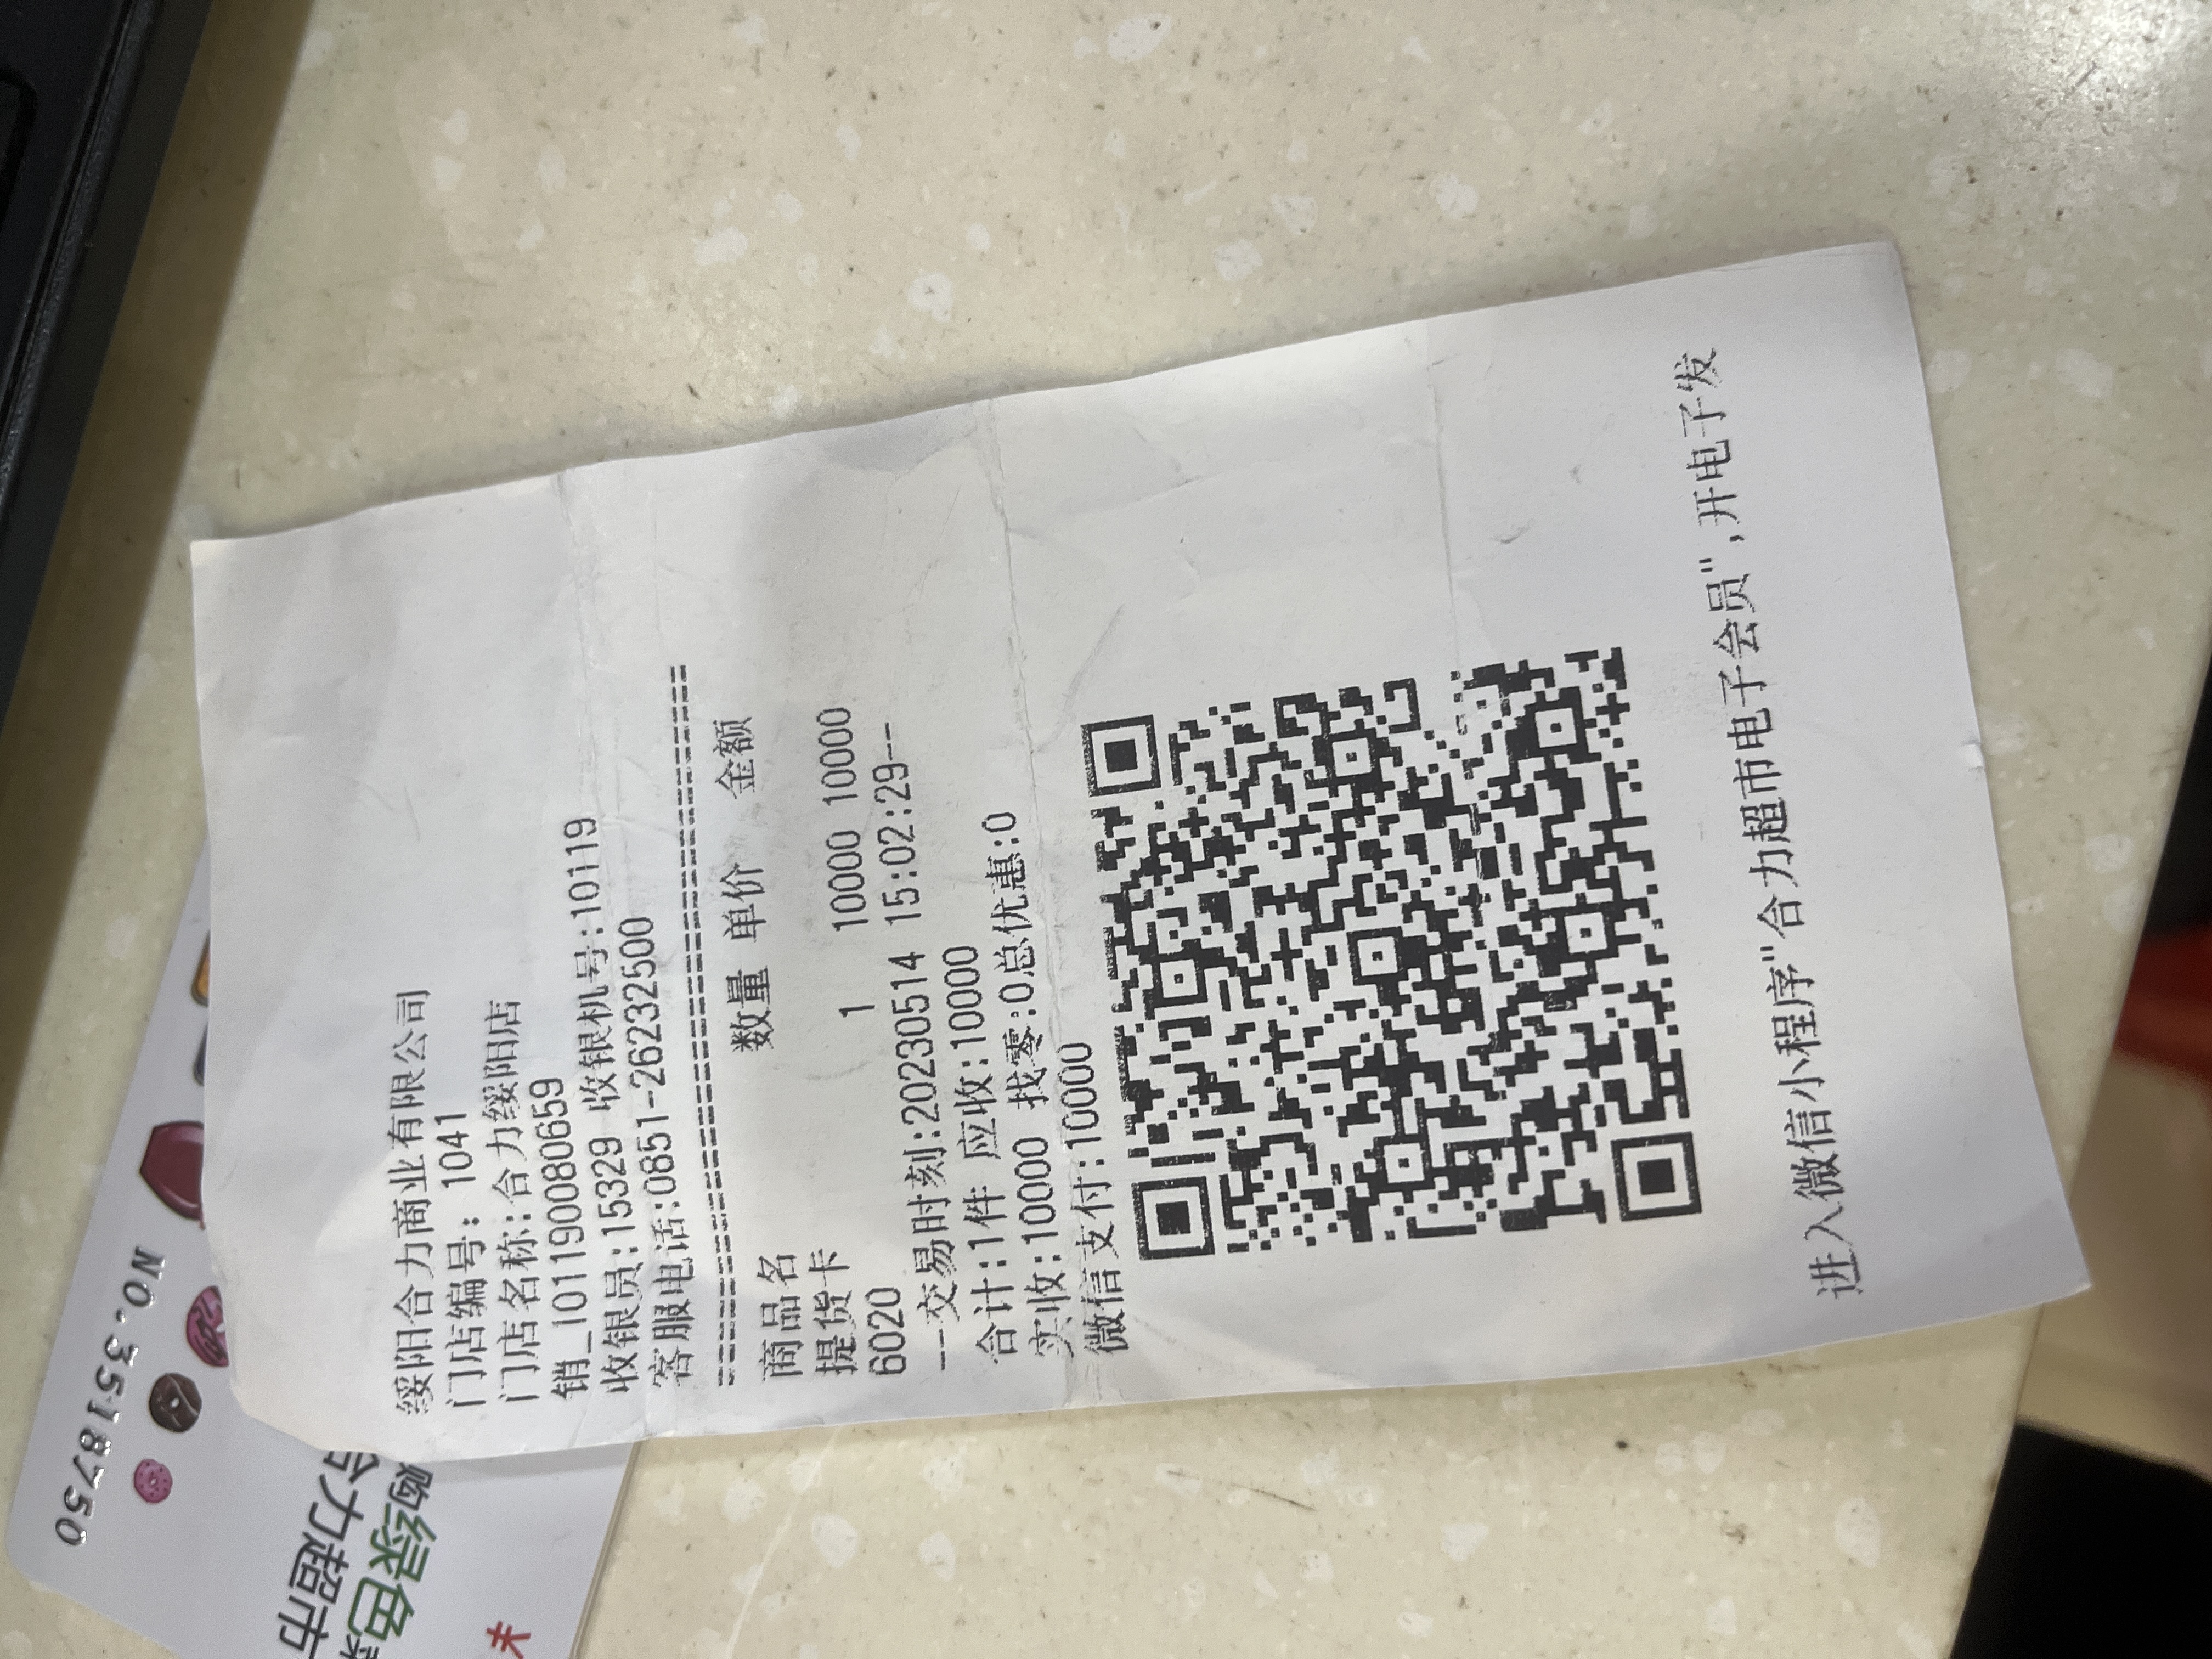 绥阳合力商业有限公司
门店编号: 1041
门店名称:合力绥阳店
销_101190080659
收银员:15329 收银机号:10119
客服电话:0851-26232500
商品名 数量 单价 金额
提货卡
6020 1 10000 10000
--交易时刻:20230514 15:02:29--
合计:1件 应收:10000
实收:10000 找零:0总优惠:0
微信支付:10000
进入微信小程序"合力超市电子会员",开电子发
NO.3518750
合力超市
购绿色